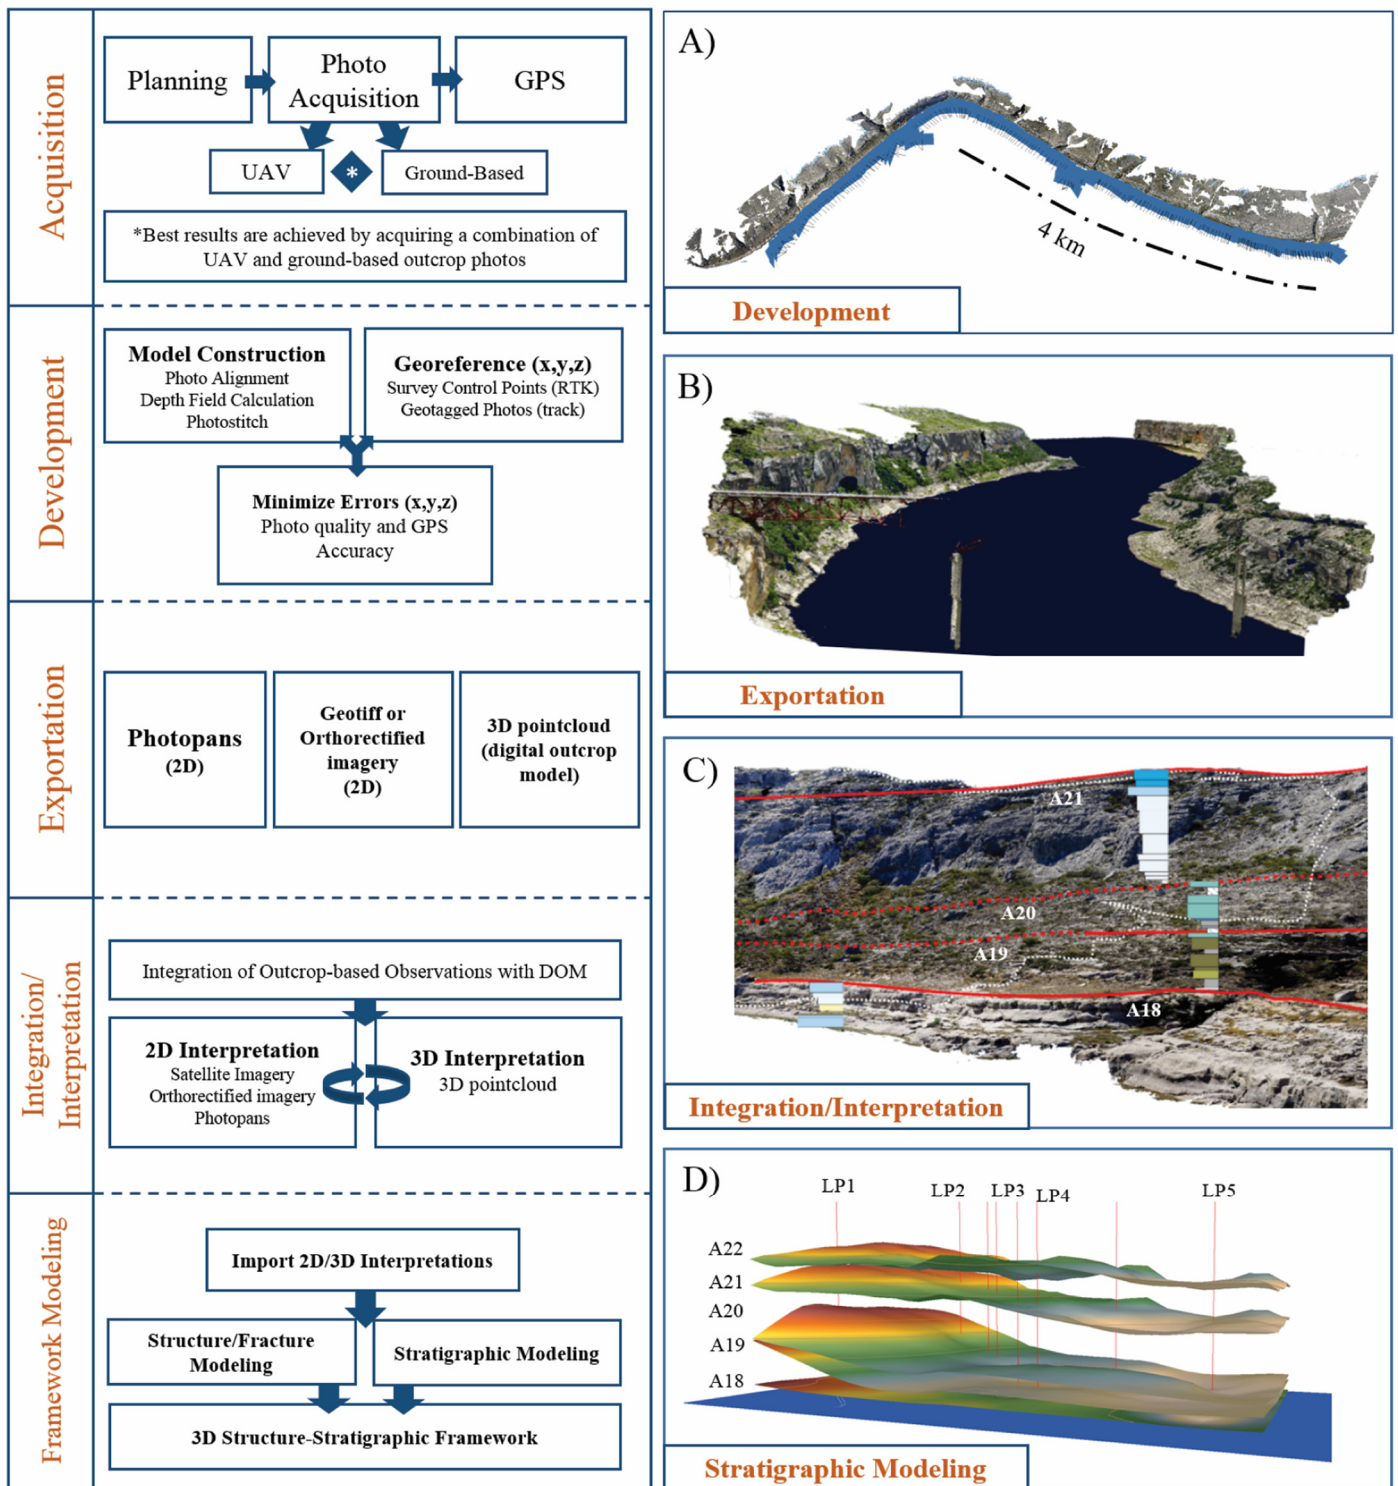 Acquisition
Planning
Photo
Acquisition
GPS
UAV
*
Ground-Based
*Best results are achieved by acquiring a combination of
UAV and ground-based outcrop photos
Development
Model Construction
Photo Alignment
Depth Field Calculation
Photostitch
Georeference (x,y,z)
Survey Control Points (RTK)
Geotagged Photos (track)
Minimize Errors (x,y,z)
Photo quality and GPS
Accuracy
Exportation
Photopans
(2D)
Geotiff or
Orthorectified
imagery
(2D)
3D pointcloud
(digital outcrop
model)
Integration/
Interpretation
Integration of Outcrop-based Observations with DOM
2D Interpretation
Satellite Imagery
Orthorectified imagery
Photopans
3D Interpretation
3D pointcloud
Framework Modeling
Import 2D/3D Interpretations
Structure/Fracture
Modeling
Stratigraphic Modeling
3D Structure-Stratigraphic Framework
A)
4 km
Development
B)
Exportation
C)
A21
A20
A19
A18
Integration/Interpretation
D)
LP1
LP2
LP3
LP4
LP5
A22
A21
A20
A19
A18
Stratigraphic Modeling